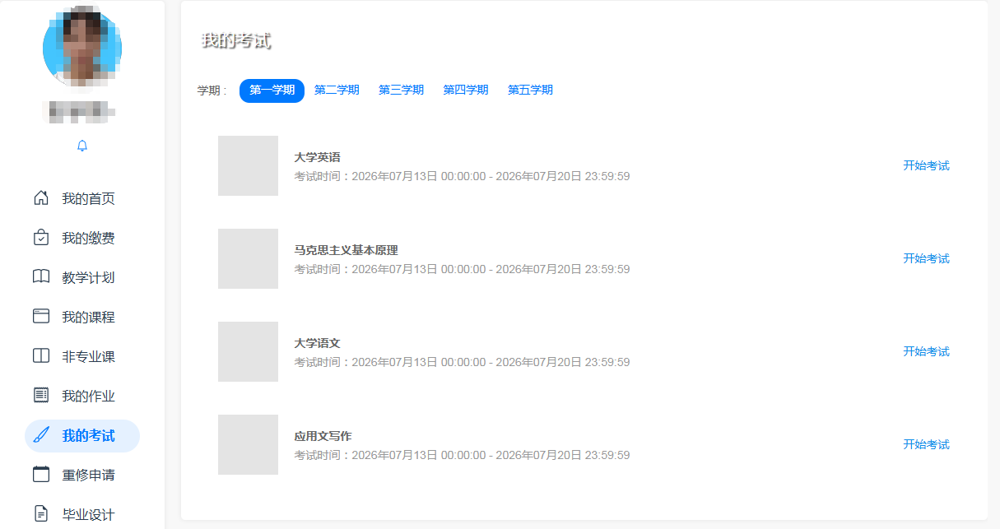 我的首页
我的缴费
教学计划
我的课程
非专业课
我的作业
我的考试
重修申请
毕业设计
我的考试
学期： 第一学期 第二学期 第三学期 第四学期 第五学期
大学英语
考试时间：2026年07月13日 00:00:00 - 2026年07月20日 23:59:59
开始考试
马克思主义基本原理
考试时间：2026年07月13日 00:00:00 - 2026年07月20日 23:59:59
开始考试
大学语文
考试时间：2026年07月13日 00:00:00 - 2026年07月20日 23:59:59
开始考试
应用文写作
考试时间：2026年07月13日 00:00:00 - 2026年07月20日 23:59:59
开始考试